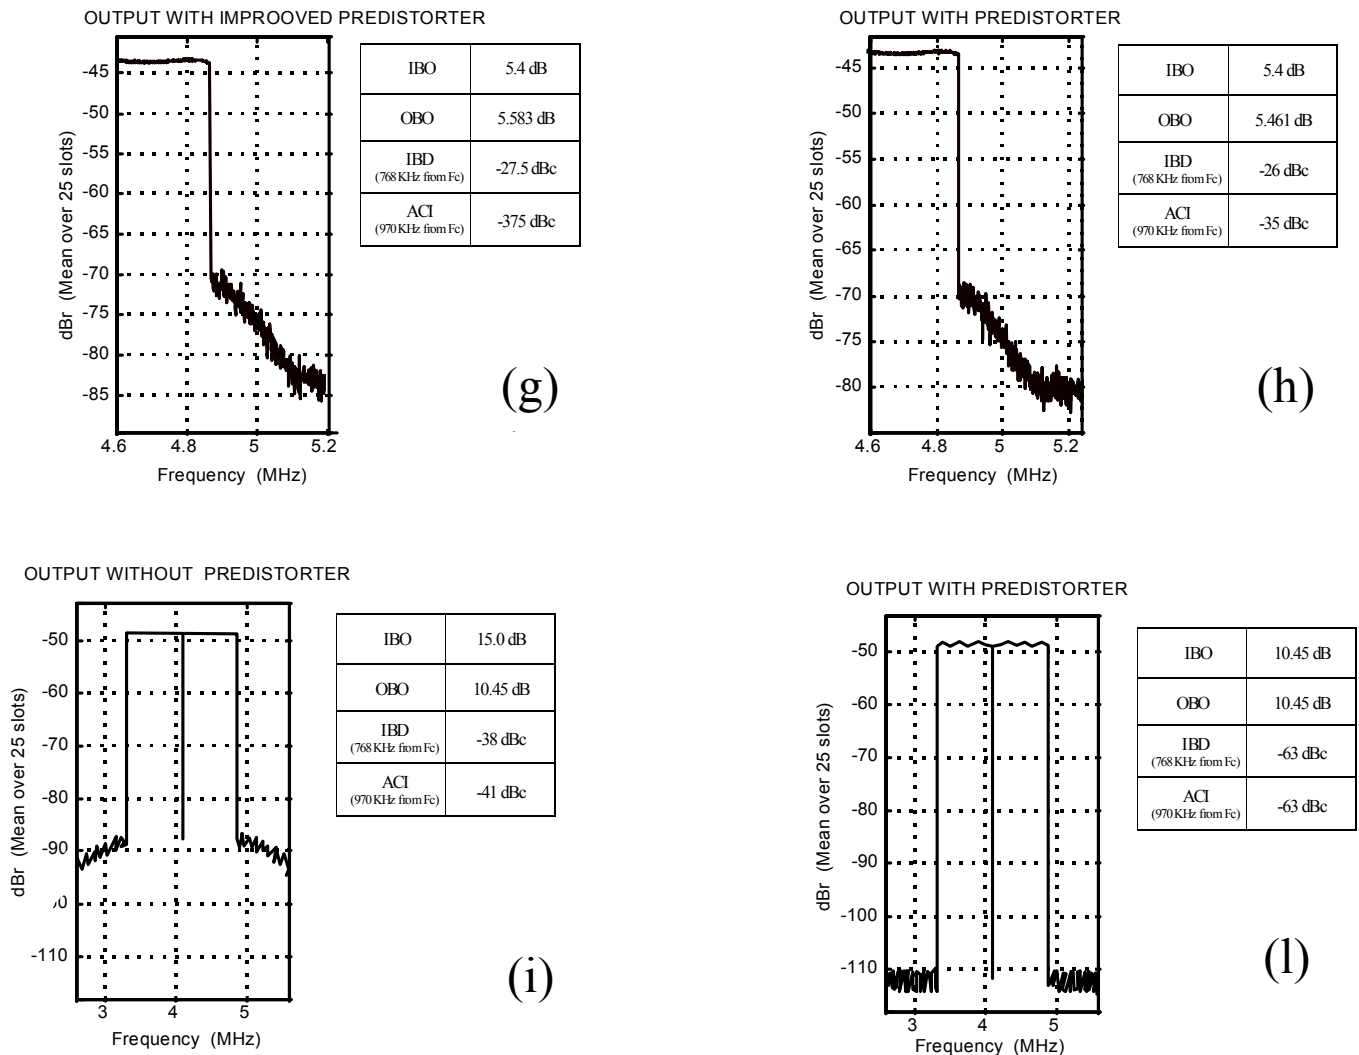 OUTPUT WITH IMPROOVED PREDISTORTER
-45
-50
-55
-60
-65
-70
-75
-80
-85
4.6 4.8 5 5.2
Frequency (MHz)
dBr (Mean over 25 slots)
IBO 5.4 dB
OBO 5.583 dB
IBD -27.5 dBc
(768 KHz from Fc)
ACI -375 dBc
(970 KHz from Fc)
(g)
OUTPUT WITH PREDISTORTER
-45
-50
-55
-60
-65
-70
-75
-80
4.6 4.8 5 5.2
Frequency (MHz)
dBr (Mean over 25 slots)
IBO 5.4 dB
OBO 5.461 dB
IBD -26 dBc
(768 KHz from Fc)
ACI -35 dBc
(970 KHz from Fc)
(h)
OUTPUT WITHOUT PREDISTORTER
-50
-60
-70
-80
-90
-110
3 4 5
Frequency (MHz)
dBr (Mean over 25 slots)
IBO 15.0 dB
OBO 10.45 dB
IBD -38 dBc
(768 KHz from Fc)
ACI -41 dBc
(970 KHz from Fc)
(i)
OUTPUT WITH PREDISTORTER
-50
-60
-70
-80
-90
-100
-110
3 4 5
Frequency (MHz)
dBr (Mean over 25 slots)
IBO 10.45 dB
OBO 10.45 dB
IBD -63 dBc
(768 KHz from Fc)
ACI -63 dBc
(970 KHz from Fc)
(l)